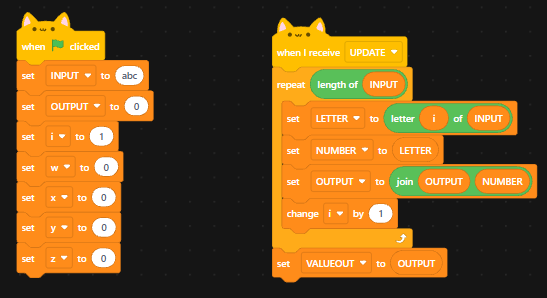 when clicked
set INPUT to abc
set OUTPUT to 0
set i to 1
set w to 0
set x to 0
set y to 0
set z to 0
when I receive UPDATE
repeat length of INPUT
set LETTER to letter i of INPUT
set NUMBER to LETTER
set OUTPUT to join OUTPUT NUMBER
change i by 1
set VALUEOUT to OUTPUT